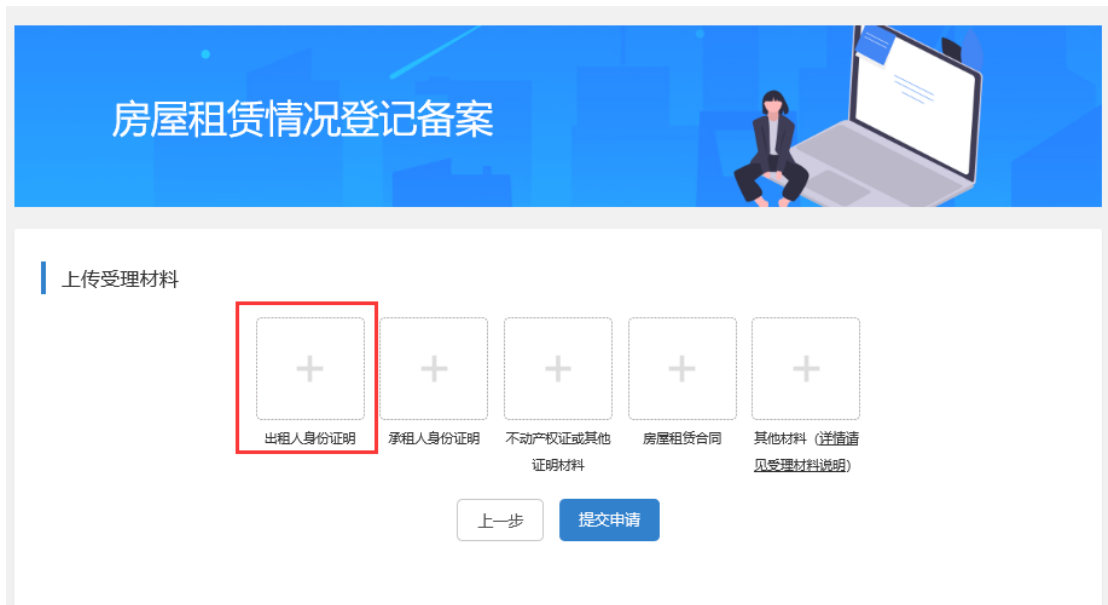 房屋租赁情况登记备案
上传受理材料
出租人身份证明
承租人身份证明
不动产权证或其他
证明材料
房屋租赁合同
其他材料（详情请
见受理材料说明）
上一步
提交申请